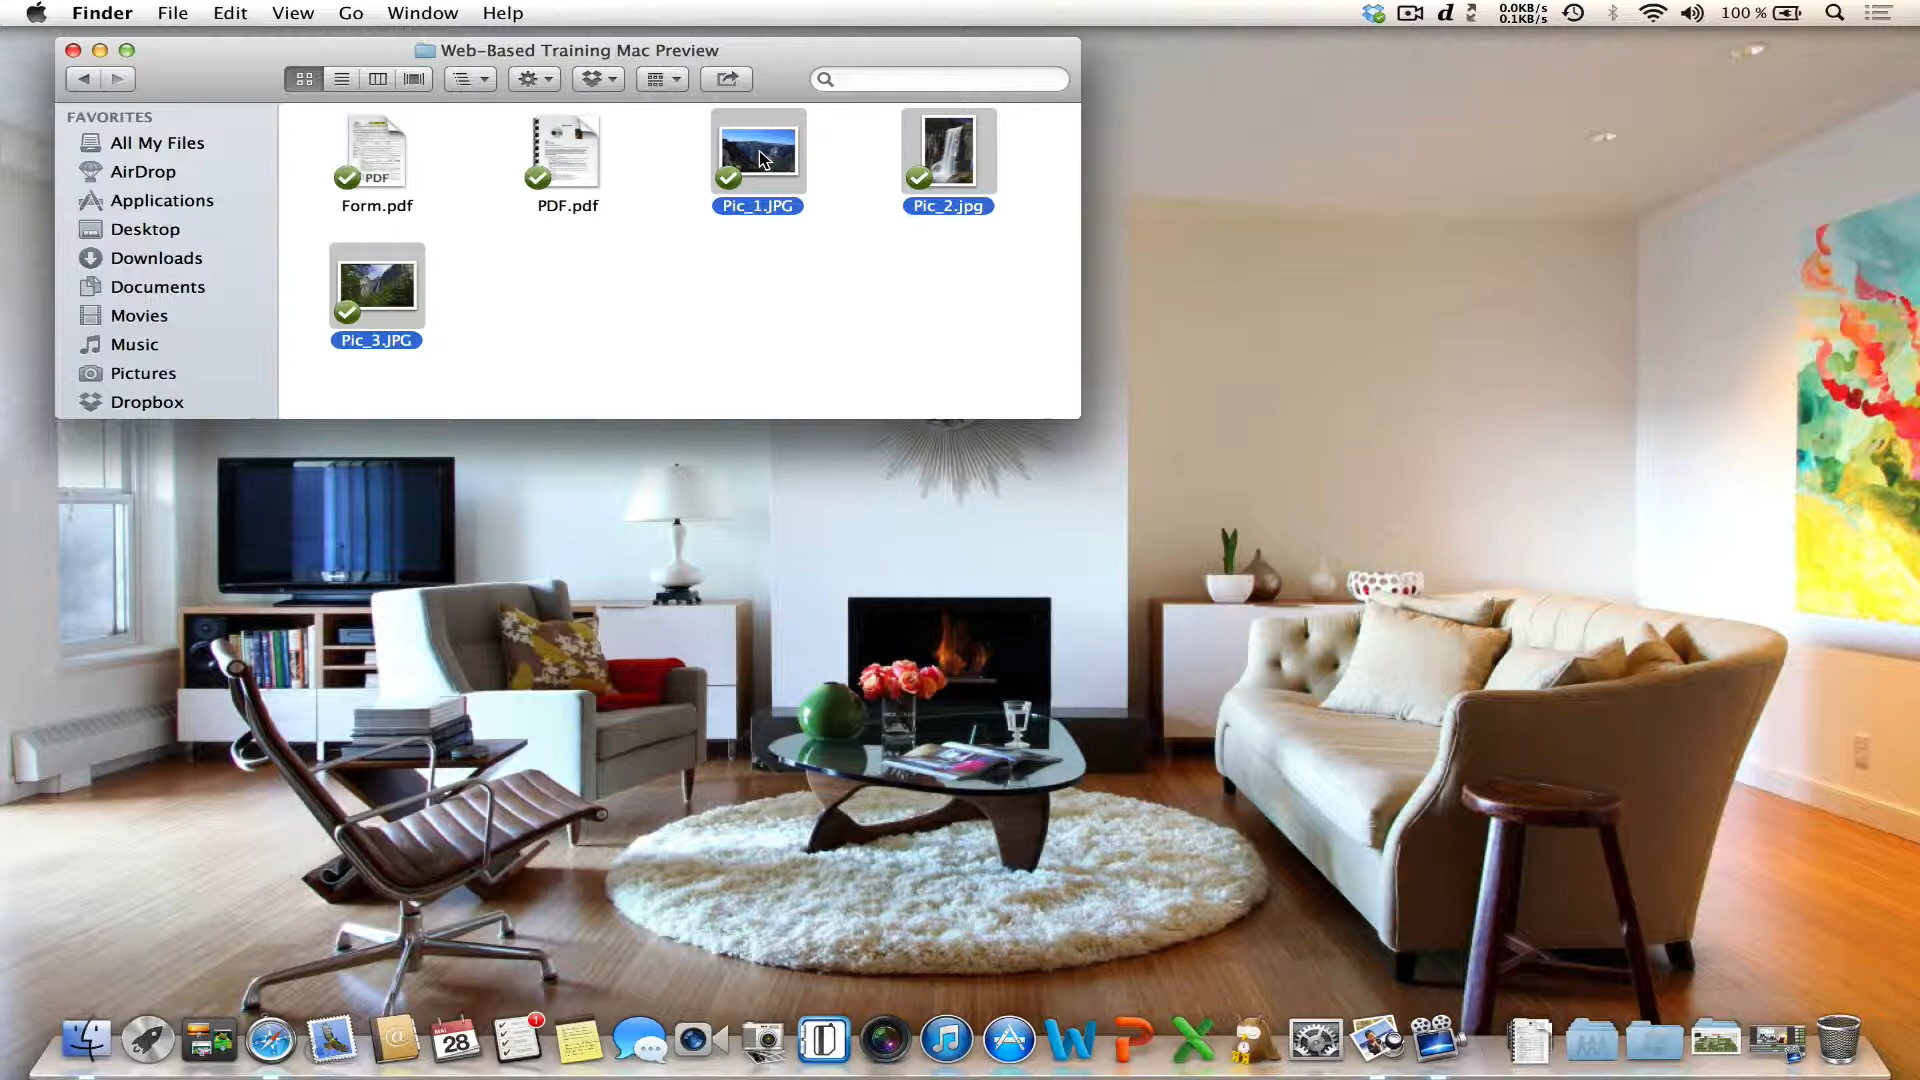 Finder File Edit View Go Window Help
0.0KB/s
0.1KB/s
100 %
Web-Based Training Mac Preview
FAVORITES
All My Files
AirDrop
Applications
Desktop
Downloads
Documents
Movies
Music
Pictures
Dropbox
PDF
Form.pdf
PDF.pdf
Pic_1.JPG
Pic_2.jpg
Pic_3.JPG
MAI
28
1